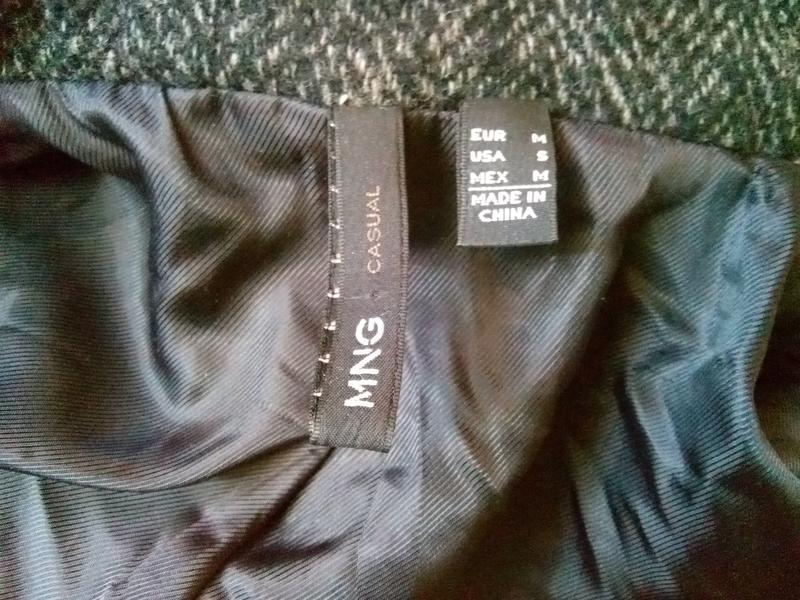 MNG CASUAL
EUR M
USA S
MEX M
MADE IN
CHINA